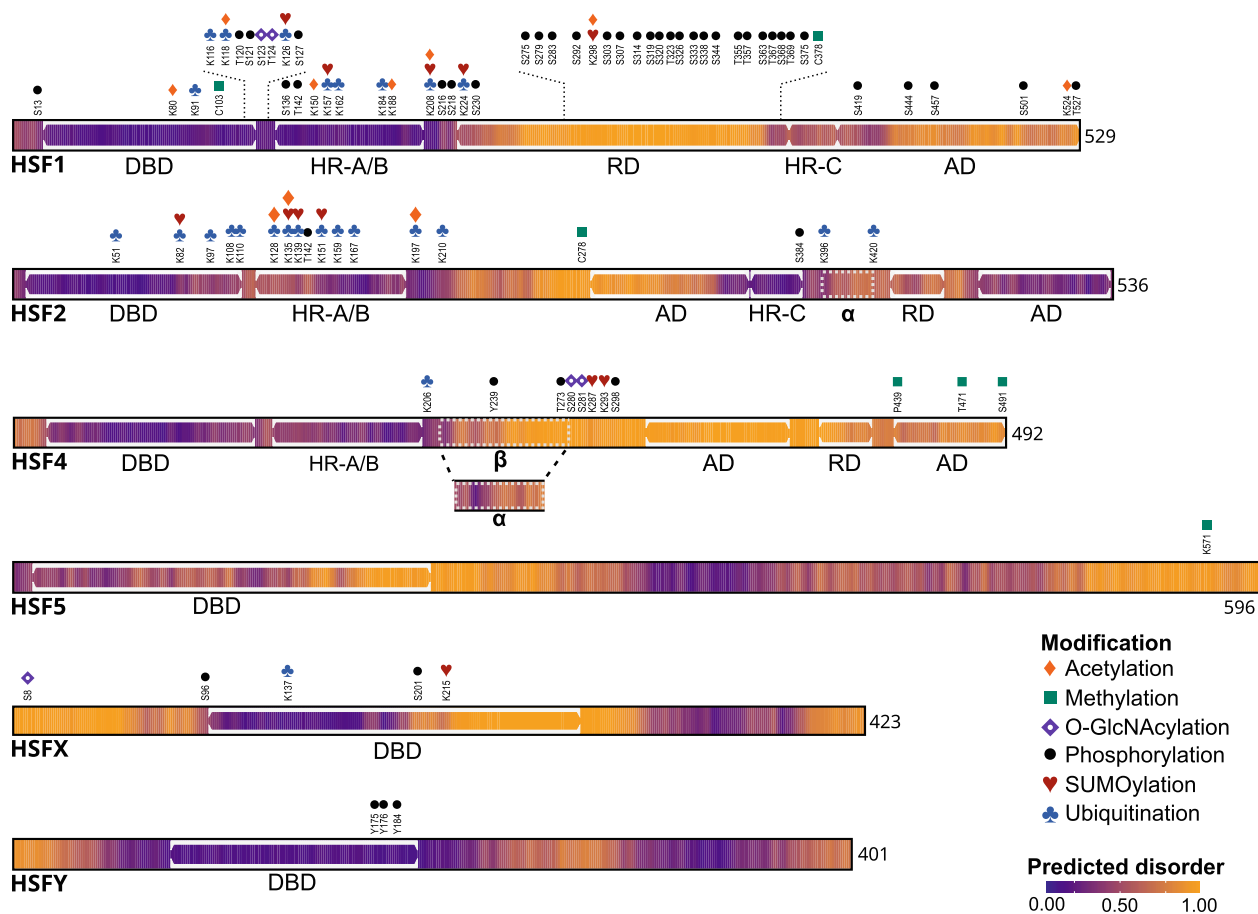 K116 K118 T120 S121 S123 T124 K126 S127
S275 S279 S283 S292 K298 S303 S307 S314 S319 S320 T323 S326 S333 S338 S344 T355 T357 S363 T367 S368 T369 S375 C378
S13 K80 K91 C103 S136 T142 K150 K157 K162 K184 K188 K208 S216 S218 K224 S230 S419 S444 S457 S501 K524 T527
529
HSF1 DBD HR-A/B RD HR-C AD
K51 K82 K97 K108 K110 K128 K135 K139 T142 K151 K159 K167 K197 K210 C278 S384 K396 K420
536
HSF2 DBD HR-A/B AD HR-C α RD AD
K206 Y239 T273 S280 S281 K287 K293 S298 P439 T471 S491
492
HSF4 DBD HR-A/B β AD RD AD
α
K571
HSF5 DBD 596
S8 S96 K137 S201 K215
423
HSFX DBD
Y175 Y176 Y184
401
HSFY DBD
Modification
Acetylation
Methylation
O-GlcNAcylation
Phosphorylation
SUMOylation
Ubiquitination
Predicted disorder
0.00 0.50 1.00